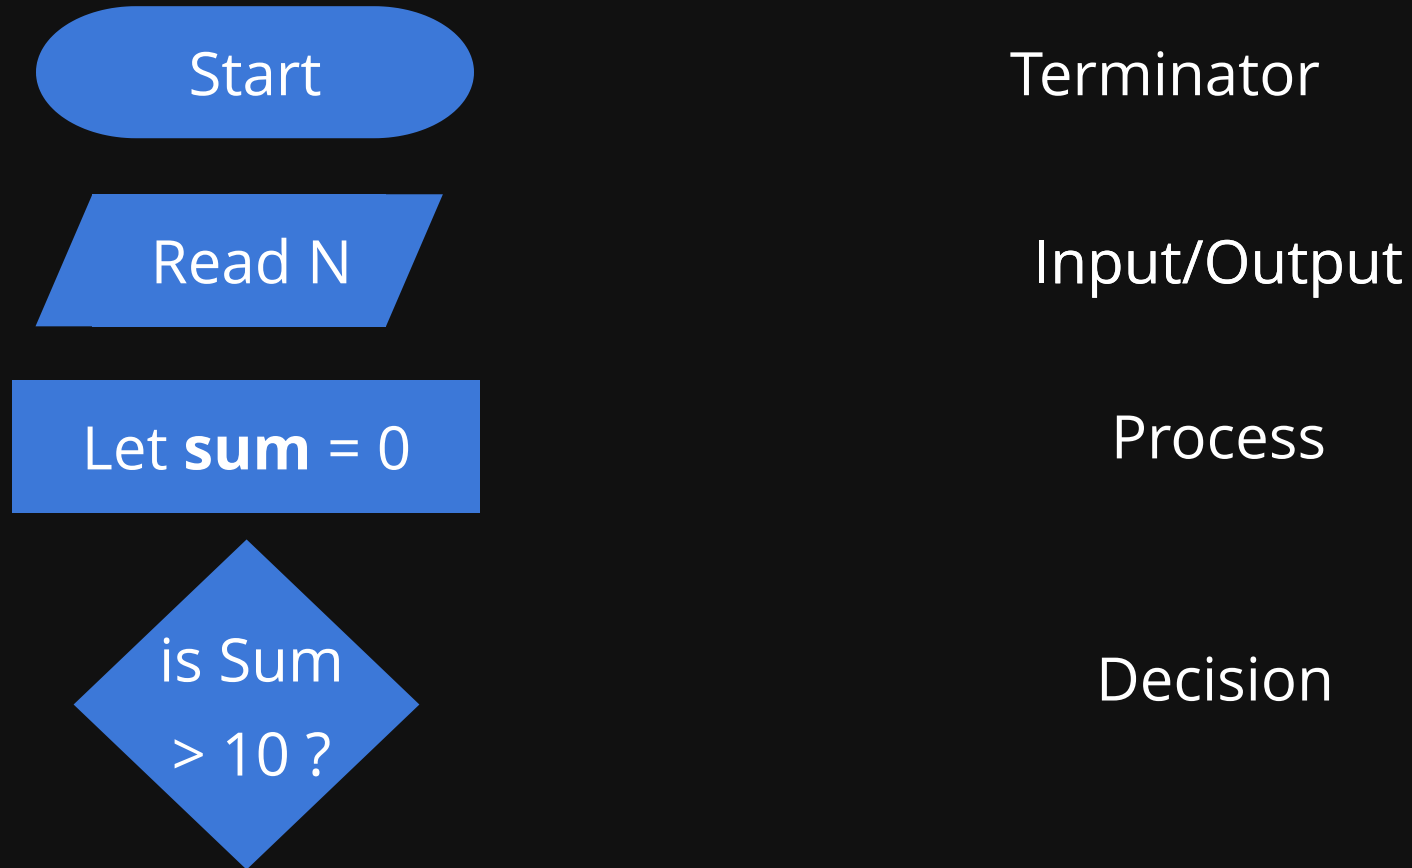 Start
Terminator
Read N
Input/Output
Let sum = 0
Process
is Sum
> 10 ?
Decision